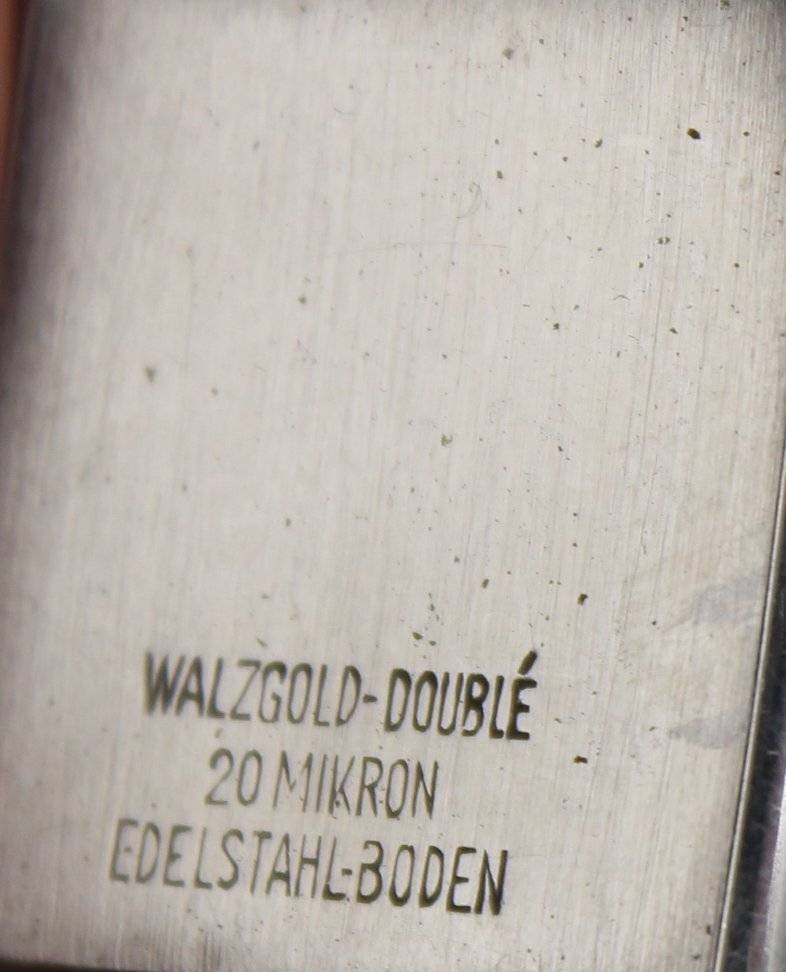 WALZGOLD-DOUBLÉ
20 MIKRON
EDELSTAHL-BODEN